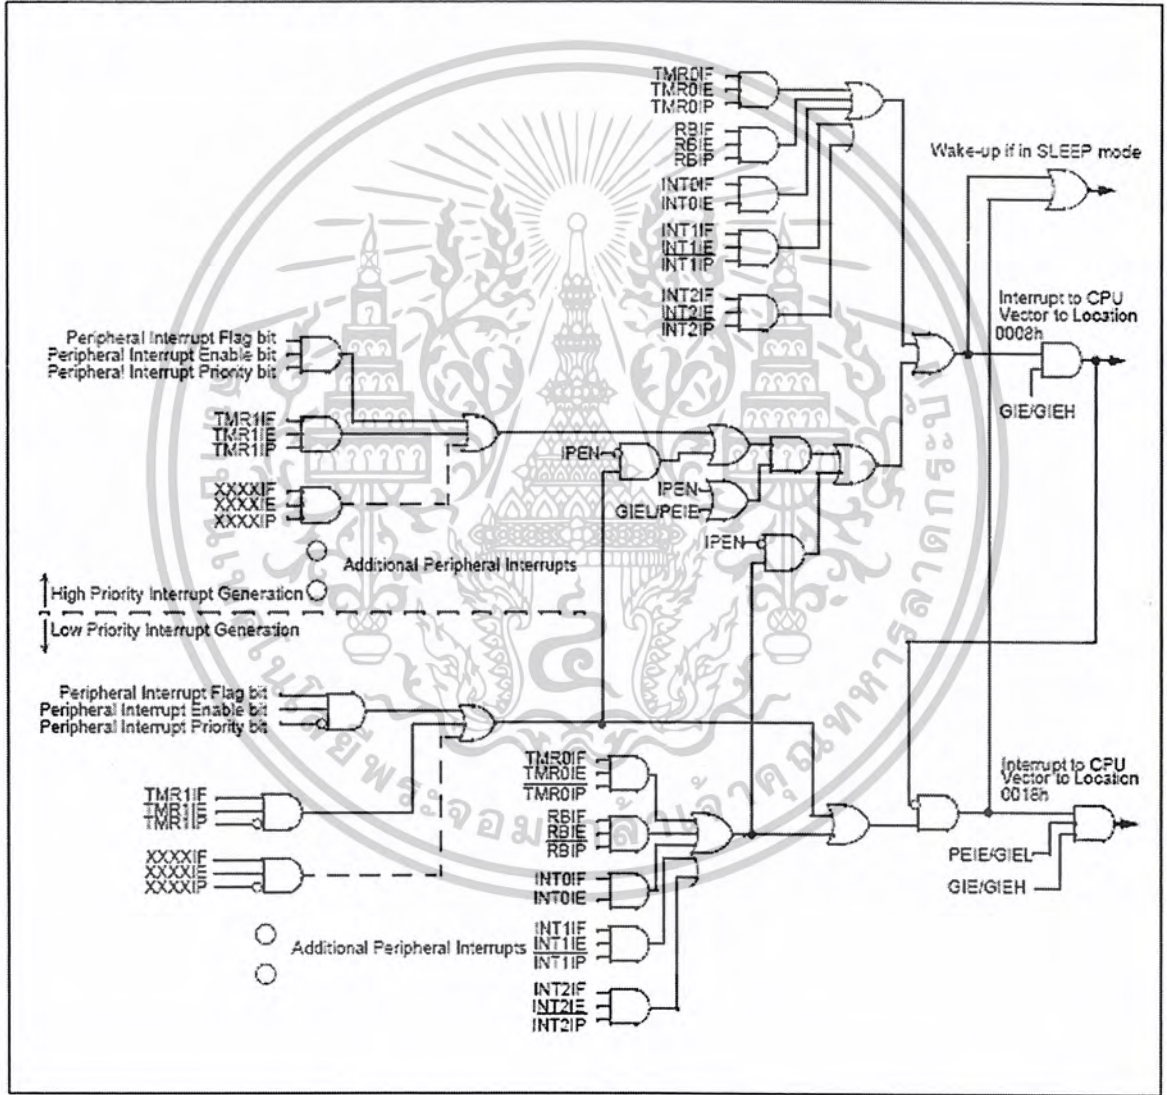 TMR0IF
TMR0IE
TMR0IP
RBIF
RBIE
RBIP
INT0IF
INT0IE
INT1IF
INT1IE
INT1IP
INT2IF
INT2IE
INT2IP
Wake-up if in SLEEP mode
Interrupt to CPU
Vector to Location
0008h
GIE/GIEH
Peripheral Interrupt Flag bit
Peripheral Interrupt Enable bit
Peripheral Interrupt Priority bit
TMR1IF
TMR1IE
TMR1IP
XXXXIF
XXXXIE
XXXXIP
IPEN
IPEN
GIEL/PEIE
IPEN
Additional Peripheral Interrupts
High Priority Interrupt Generation
Low Priority Interrupt Generation
Peripheral Interrupt Flag bit
Peripheral Interrupt Enable bit
Peripheral Interrupt Priority bit
TMR1IF
TMR1IE
TMR1IP
XXXXIF
XXXXIE
XXXXIP
Additional Peripheral Interrupts
TMR0IF
TMR0IE
TMR0IP
RBIF
RBIE
RBIP
INT0IF
INT0IE
INT1IF
INT1IE
INT1IP
INT2IF
INT2IE
INT2IP
Interrupt to CPU
Vector to Location
0018h
PEIE/GIEL
GIE/GIEH